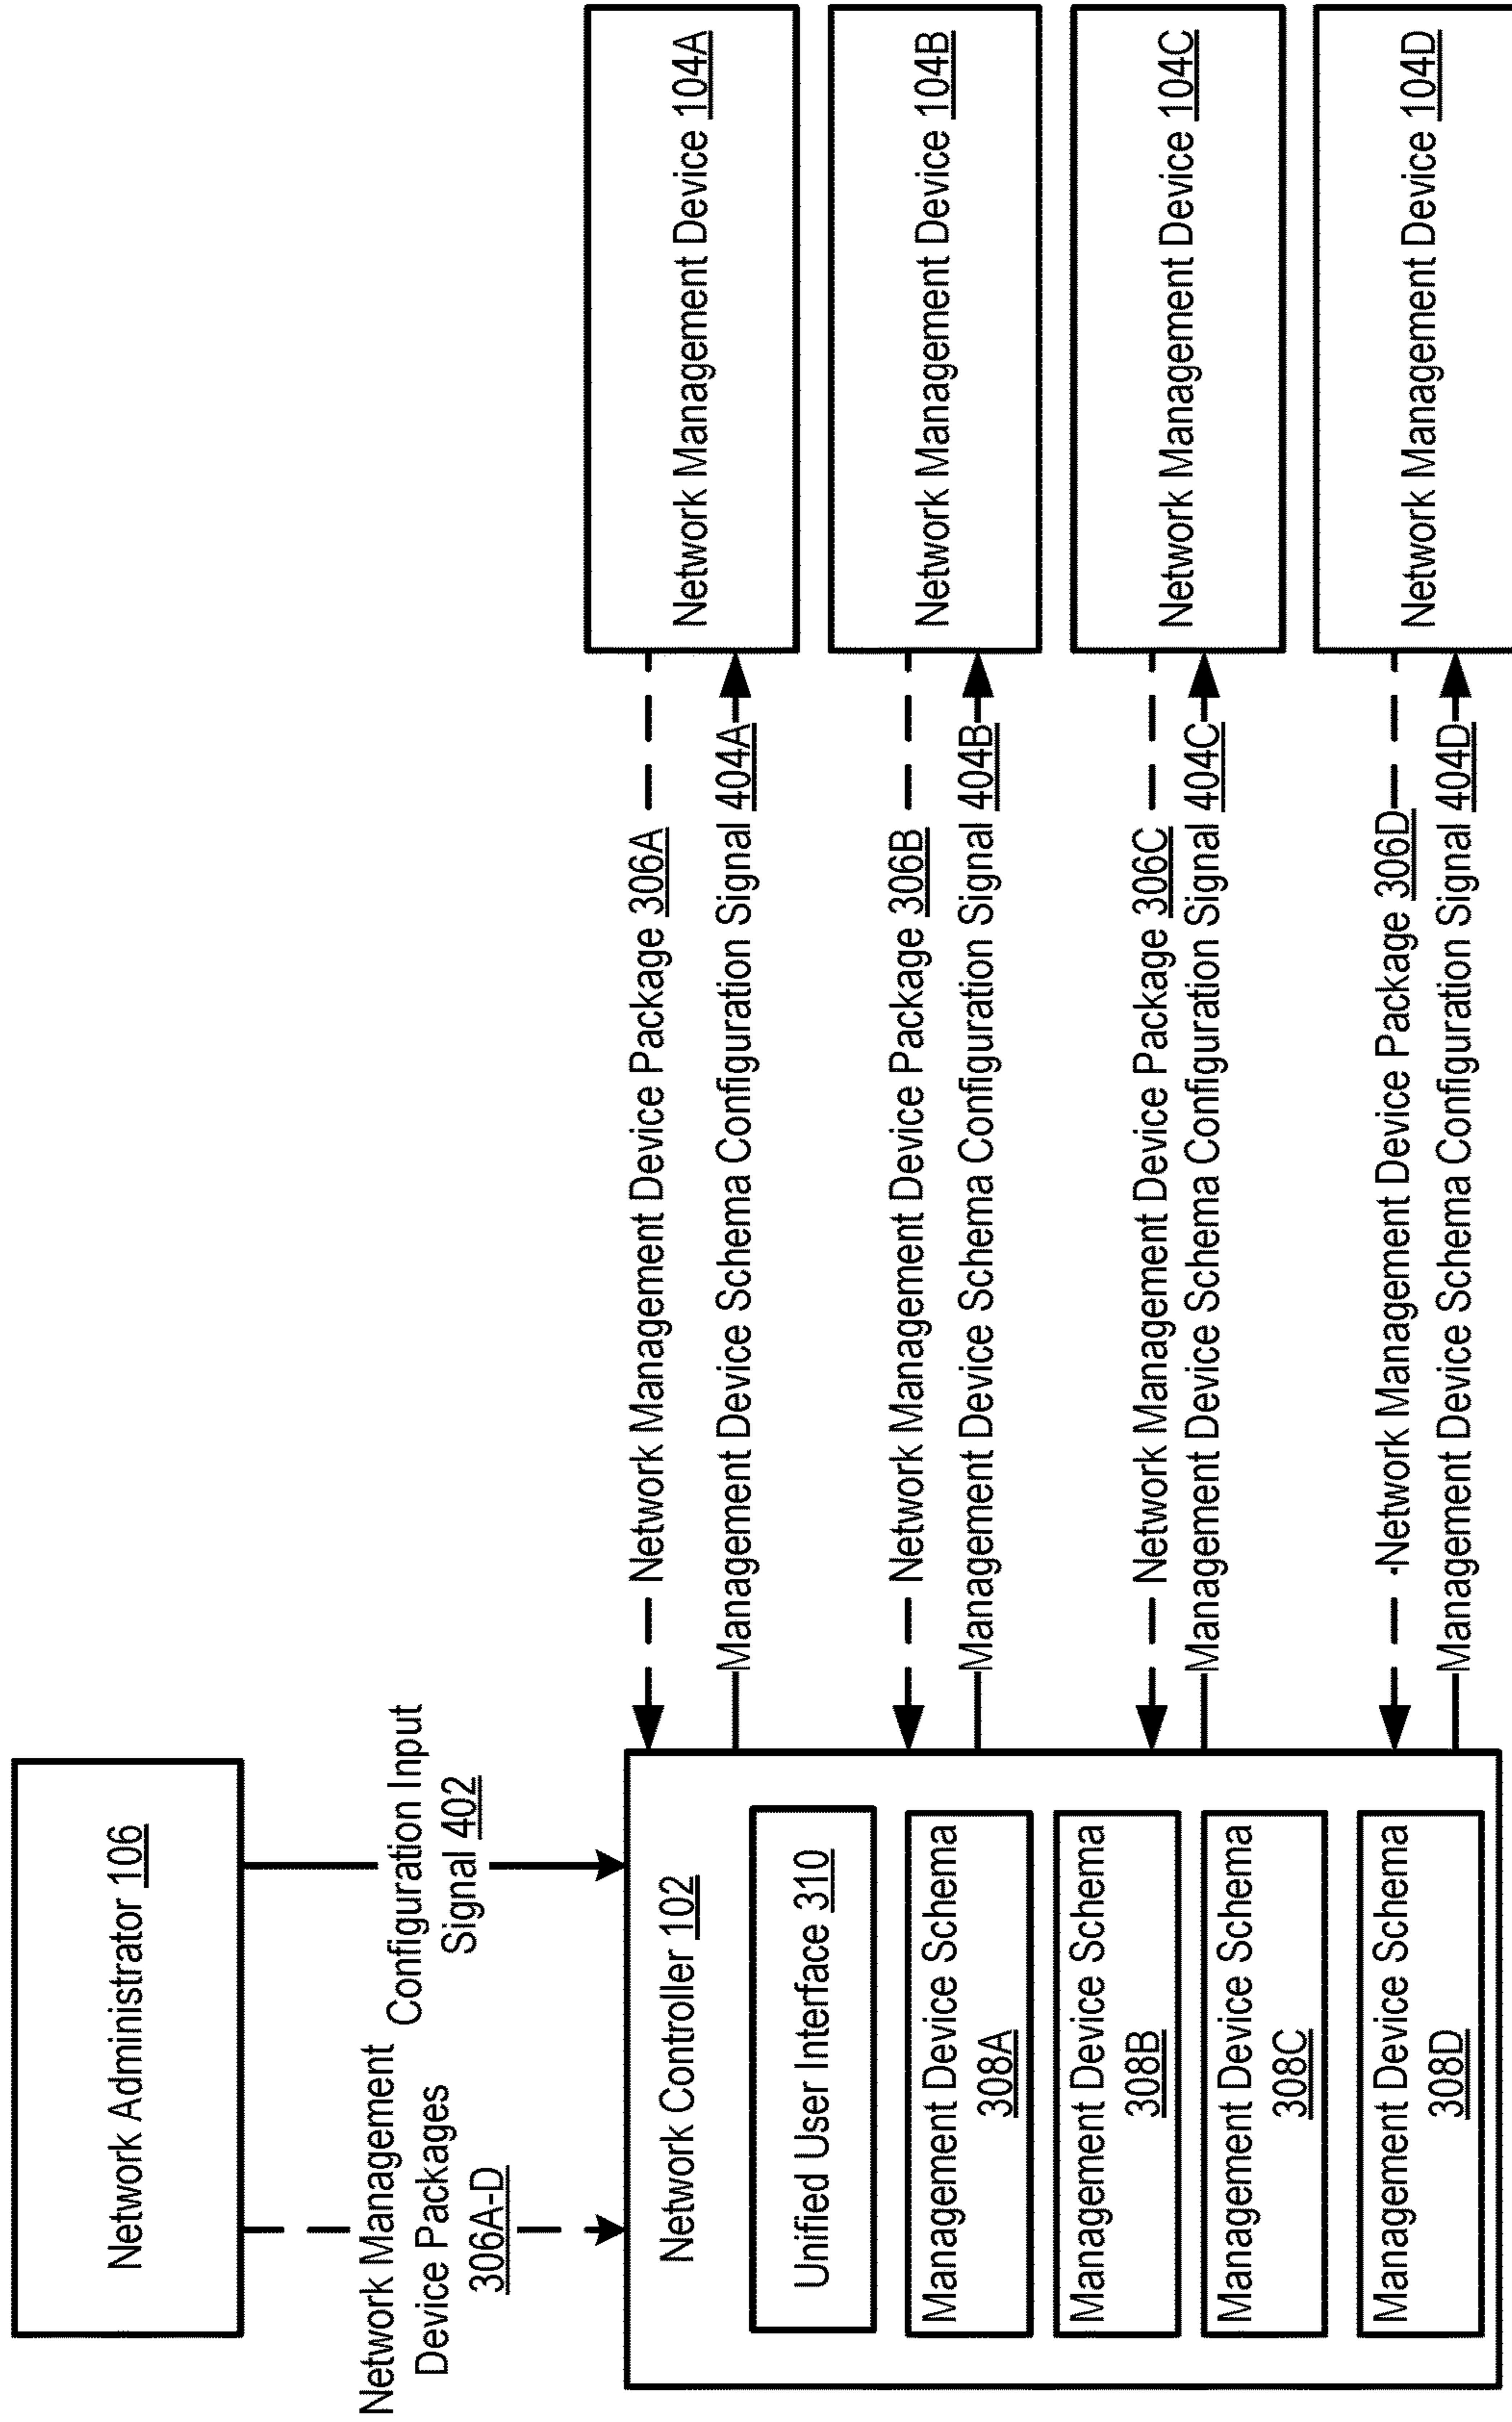 Network Administrator 106
Network Management
Device Packages
306A-D
Configuration Input
Signal 402
Network Controller 102
Unified User Interface 310
Management Device Schema
308A
Management Device Schema
308B
Management Device Schema
308C
Management Device Schema
308D
Network Management Device Package 306A
Management Device Schema Configuration Signal 404A
Network Management Device Package 306B
Management Device Schema Configuration Signal 404B
Network Management Device Package 306C
Management Device Schema Configuration Signal 404C
Network Management Device Package 306D
Management Device Schema Configuration Signal 404D
Network Management Device 104A
Network Management Device 104B
Network Management Device 104C
Network Management Device 104D